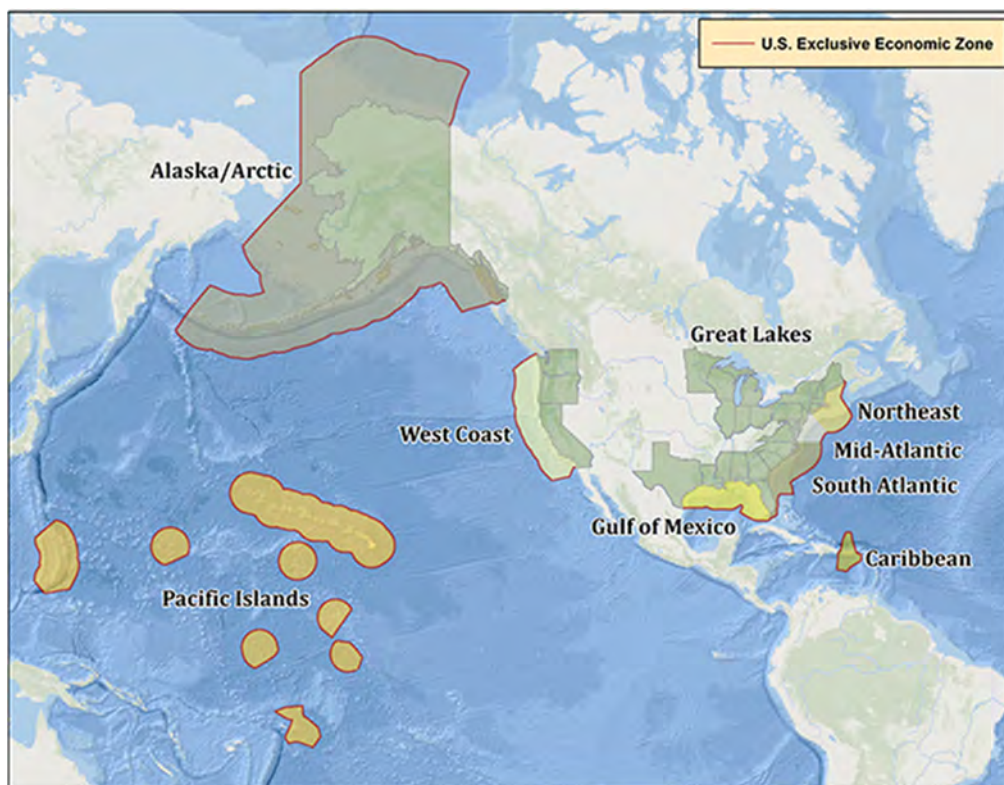 U.S. Exclusive Economic Zone
Alaska/Arctic
Great Lakes
Northeast
West Coast
Mid-Atlantic
South Atlantic
Gulf of Mexico
Caribbean
Pacific Islands